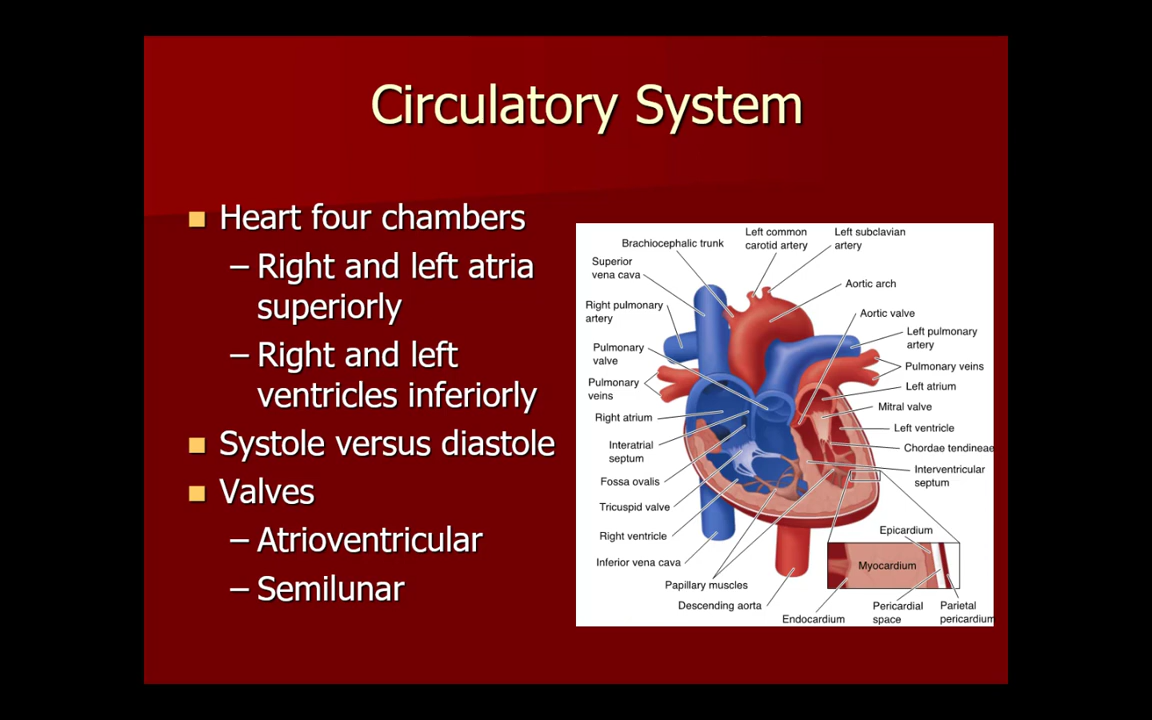 Circulatory System
■ Heart four chambers
– Right and left atria
superiorly
– Right and left
ventricles inferiorly
■ Systole versus diastole
■ Valves
– Atrioventricular
– Semilunar
Brachiocephalic trunk
Left common
carotid artery
Left subclavian
artery
Superior
vena cava
Aortic arch
Right pulmonary
artery
Aortic valve
Left pulmonary
artery
Pulmonary
valve
Pulmonary veins
Pulmonary
veins
Left atrium
Mitral valve
Right atrium
Left ventricle
Interatrial
septum
Chordae tendineae
Interventricular
septum
Fossa ovalis
Tricuspid valve
Right ventricle
Epicardium
Inferior vena cava
Myocardium
Papillary muscles
Descending aorta
Endocardium
Pericardial
space
Parietal
pericardium